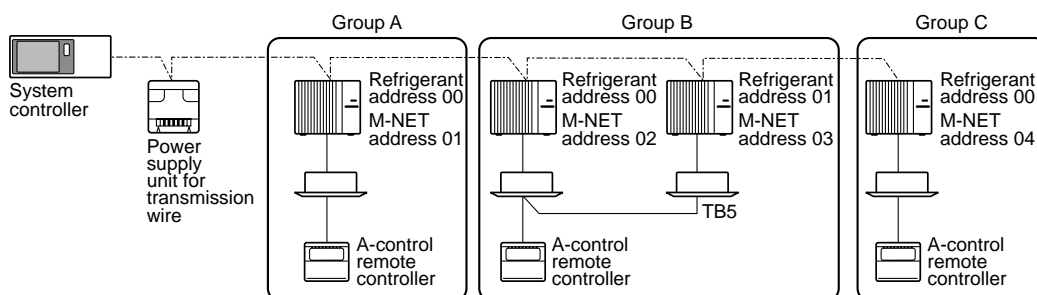 Group A
Group B
Group C
System
controller
Power
supply
unit for
transmission
wire
Refrigerant
address 00
M-NET
address 01
A-control
remote
controller
Refrigerant
address 00
M-NET
address 02
Refrigerant
address 01
M-NET
address 03
TB5
A-control
remote
controller
Refrigerant
address 00
M-NET
address 04
A-control
remote
controller